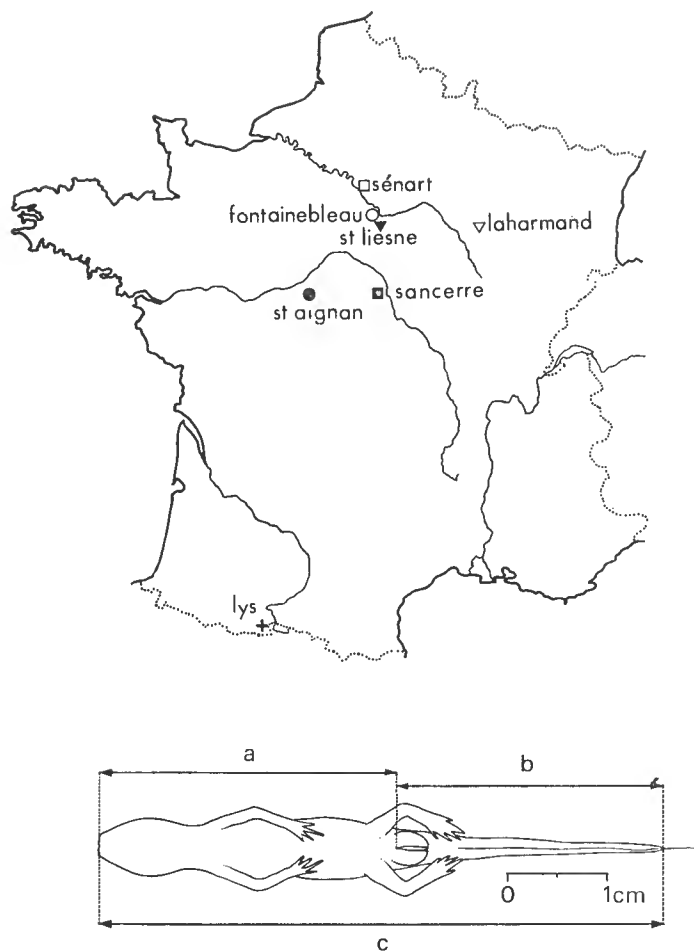 sénart
fontainebleau
laharmand
st liesne
sancerre
st aignan
lys
a
b
0 1cm
c